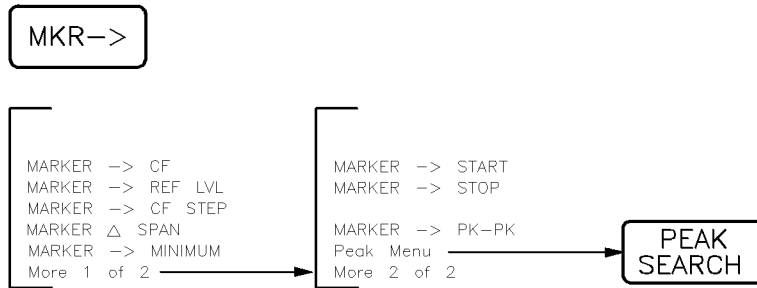 MKR->
MARKER -> CF
MARKER -> REF LVL
MARKER -> CF STEP
MARKER △ SPAN
MARKER -> MINIMUM
More 1 of 2
MARKER -> START
MARKER -> STOP
MARKER -> PK-PK
Peak Menu
More 2 of 2
PEAK
SEARCH